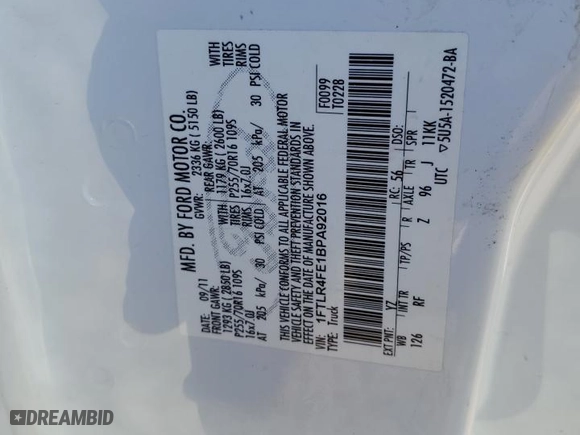 MFD. BY FORD MOTOR CO.
09/11 GVWR: 2336 KG ( 5150 LB)
FRONT GAWR: REAR GAWR:
1293 KG ( 2850 LB) WITH 1179 KG ( 2600 LB) WITH
P255/70R16 109S TIRES P255/70R16 109S TIRES
16x7.0J RIMS 16x7.0J RIMS
AT 205 kPa/ 30 PSI COLD AT 205 kPa/ 30 PSI COLD
THIS VEHICLE CONFORMS TO ALL APPLICABLE FEDERAL MOTOR
VEHICLE SAFETY AND THEFT PREVENTION STANDARDS IN
EFFECT ON THE DATE OF MANUFACTURE SHOWN ABOVE.
VIN: 1FTLR4FE1BPA92016 F0099
TYPE: Truck T0228
EXT PNT: YZ RC: 56 DSO:
WB INT TR TP/PS R AXLE TR SPR
126 RF Z 96 J 11KK
UTC ▽3U5A-1520472-BA
DREAMBID